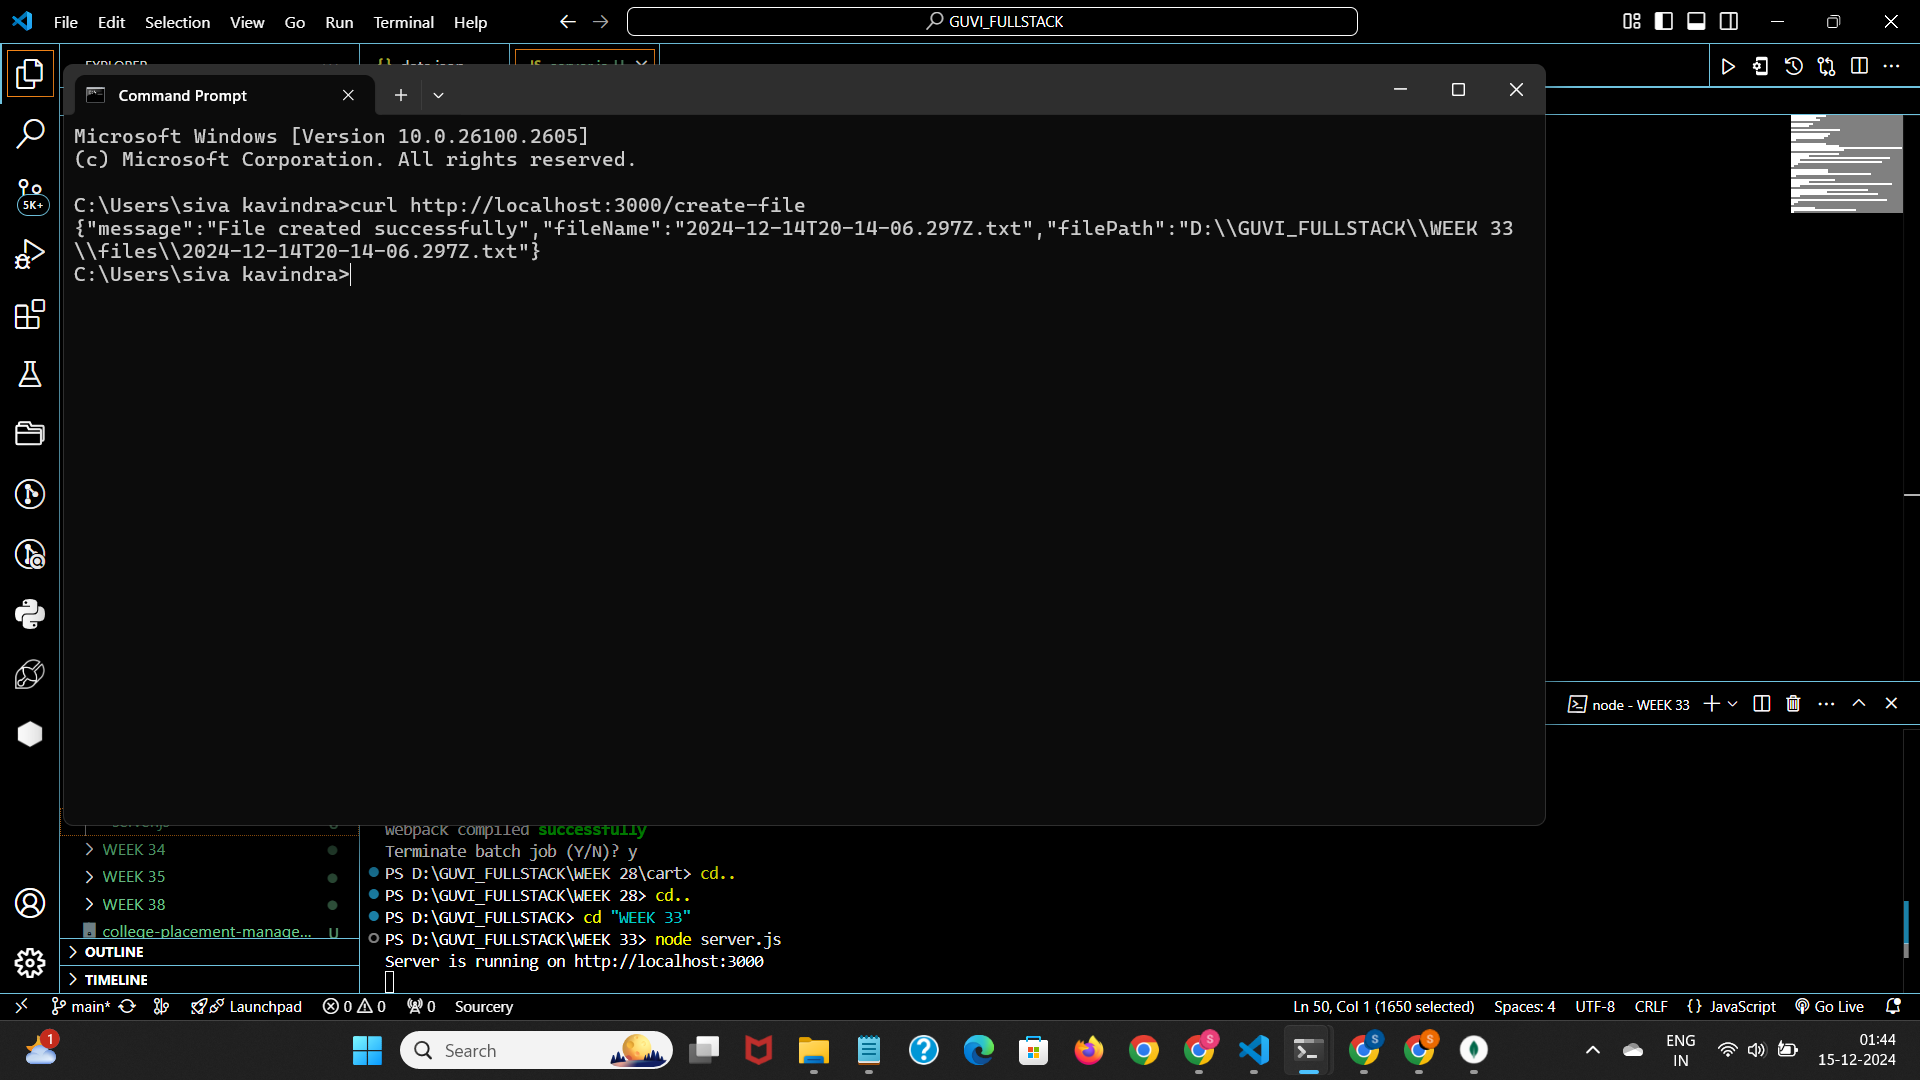 File Edit Selection View Go Run Terminal Help
GUVI_FULLSTACK
Command Prompt
Microsoft Windows [Version 10.0.26100.2605]
(c) Microsoft Corporation. All rights reserved.
C:\Users\siva kavindra>curl http://localhost:3000/create-file
{"message":"File created successfully","fileName":"2024-12-14T20-14-06.297Z.txt","filePath":"D:\\GUVI_FULLSTACK\\WEEK 33
\\files\\2024-12-14T20-14-06.297Z.txt"}
C:\Users\siva kavindra>
5K+
node - WEEK 33
Webpack compiled successfully
Terminate batch job (Y/N)? y
PS D:\GUVI_FULLSTACK\WEEK 28\cart> cd..
PS D:\GUVI_FULLSTACK\WEEK 28> cd..
PS D:\GUVI_FULLSTACK> cd "WEEK 33"
PS D:\GUVI_FULLSTACK\WEEK 33> node server.js
Server is running on http://localhost:3000
WEEK 34
WEEK 35
WEEK 38
college-placement-manage... U
OUTLINE
TIMELINE
main* Launchpad 0 0 0 Sourcery
Ln 50, Col 1 (1650 selected) Spaces: 4 UTF-8 CRLF {} JavaScript Go Live
1
Search
S
S
S
ENG
IN
01:44
15-12-2024